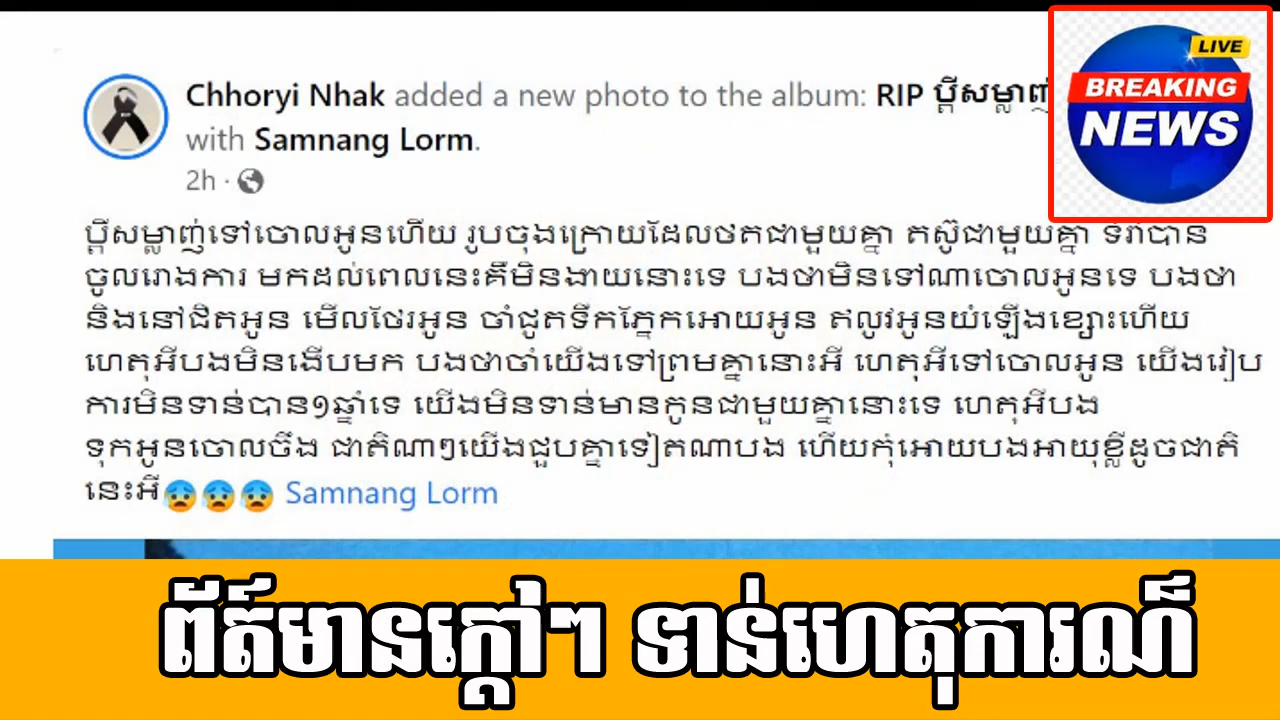 LIVE
BREAKING
NEWS
Chhoryi Nhak added a new photo to the album: RIP ប្តីសម្លាញ់
with Samnang Lorm.
2h ·
ប្តីសម្លាញ់ទៅចោលអូនហើយ រូបចុងក្រោយដែលថតជាមួយគ្នា តស៊ូជាមួយគ្នា ទំរាំបាន
ចូលរោងការ មកដល់ពេលនេះគឺមិនងាយនោះទេ បងថាមិនទៅណាចោលអូនទេ បងថា
និងនៅជិតអូន មើលថែរអូន ចាំជូតទឹកភ្នែកអោយអូន ឥលូវអូនយំឡើងខ្សោះហើយ
ហេតុអីបងមិនងើបមក បងថាចាំយើងទៅព្រមគ្នានោះអី ហេតុអីទៅចោលអូន យើងរៀប
ការមិនទាន់បាន១ឆ្នាំទេ យើងមិនទាន់មានកូនជាមួយគ្នានោះទេ ហេតុអីបង
ទុកអូនចោលចឹង ជាតិណាៗយើងជួបគ្នាទៀតណាបង ហើយកុំអោយបងអាយុខ្លីដូចជាតិ
នេះអី😰😰😰 Samnang Lorm
ព័ត៍មានក្តៅៗ ទាន់ហេតុការណ៍